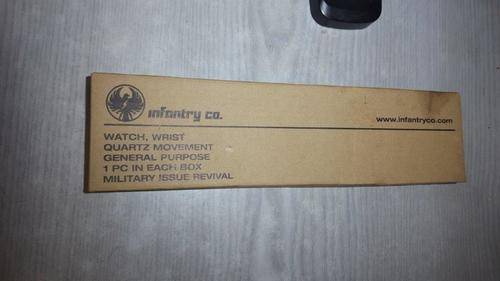 infantry co.
www.infantryco.com
WATCH, WRIST
QUARTZ MOVEMENT
GENERAL PURPOSE
1 PC IN EACH BOX
MILITARY ISSUE REVIVAL